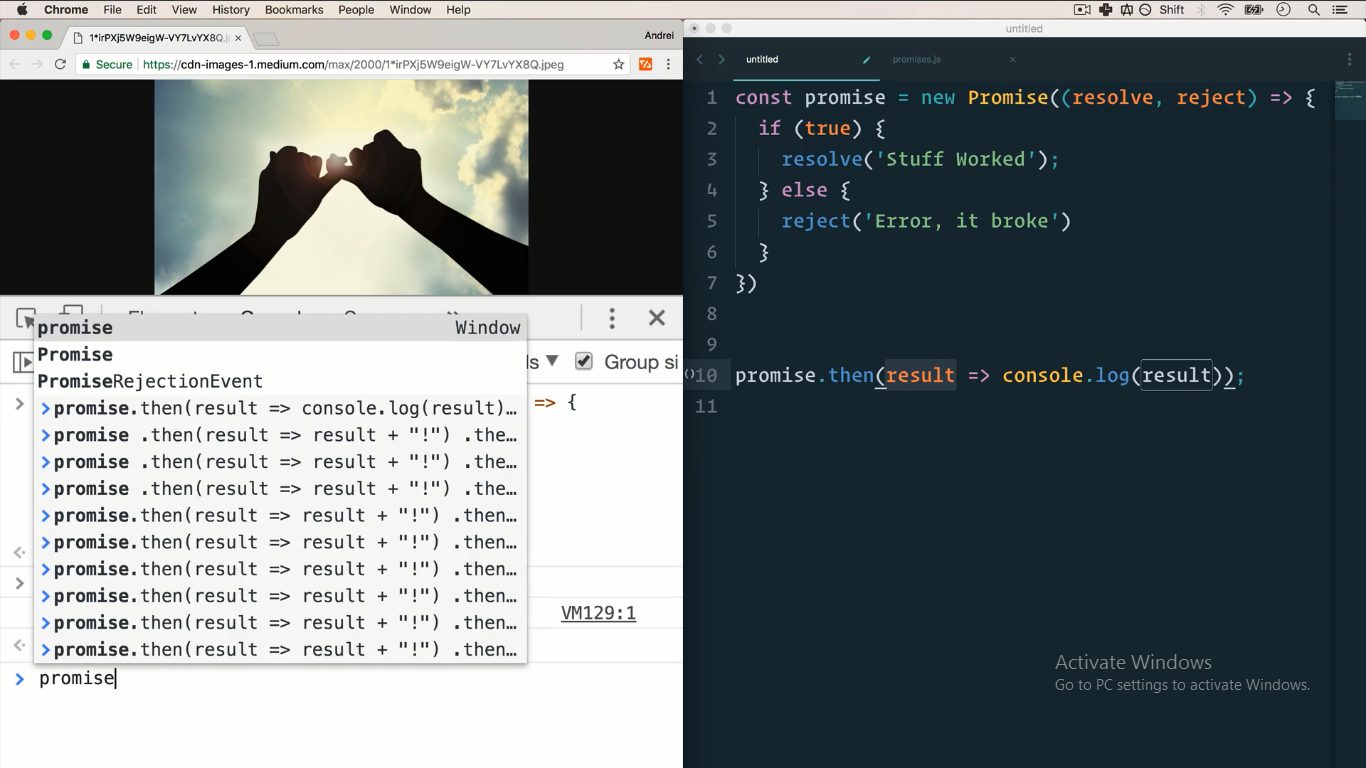 Chrome File Edit View History Bookmarks People Window Help Shift
1*irPXj5W9eigW-VY7LvYX8Q.j
Andrei
Secure https://cdn-images-1.medium.com/max/2000/1*irPXj5W9eigW-VY7LvYX8Q.jpeg
Group si
promise Window
Promise
PromiseRejectionEvent
promise.then(result => console.log(result)…
promise .then(result => result + "!") .the…
promise .then(result => result + "!") .the…
promise .then(result => result + "!") .the…
promise.then(result => result + "!") .then…
promise.then(result => result + "!") .then…
promise.then(result => result + "!") .then…
promise.then(result => result + "!") .then…
promise.then(result => result + "!") .then…
promise.then(result => result + "!") .then…
=> {
VM129:1
> promise
untitled
untitled promises.js
1 const promise = new Promise((resolve, reject) => {
2 if (true) {
3 resolve('Stuff Worked');
4 } else {
5 reject('Error, it broke')
6 }
7 })
8
9
10 promise.then(result => console.log(result));
11
Activate Windows
Go to PC settings to activate Windows.